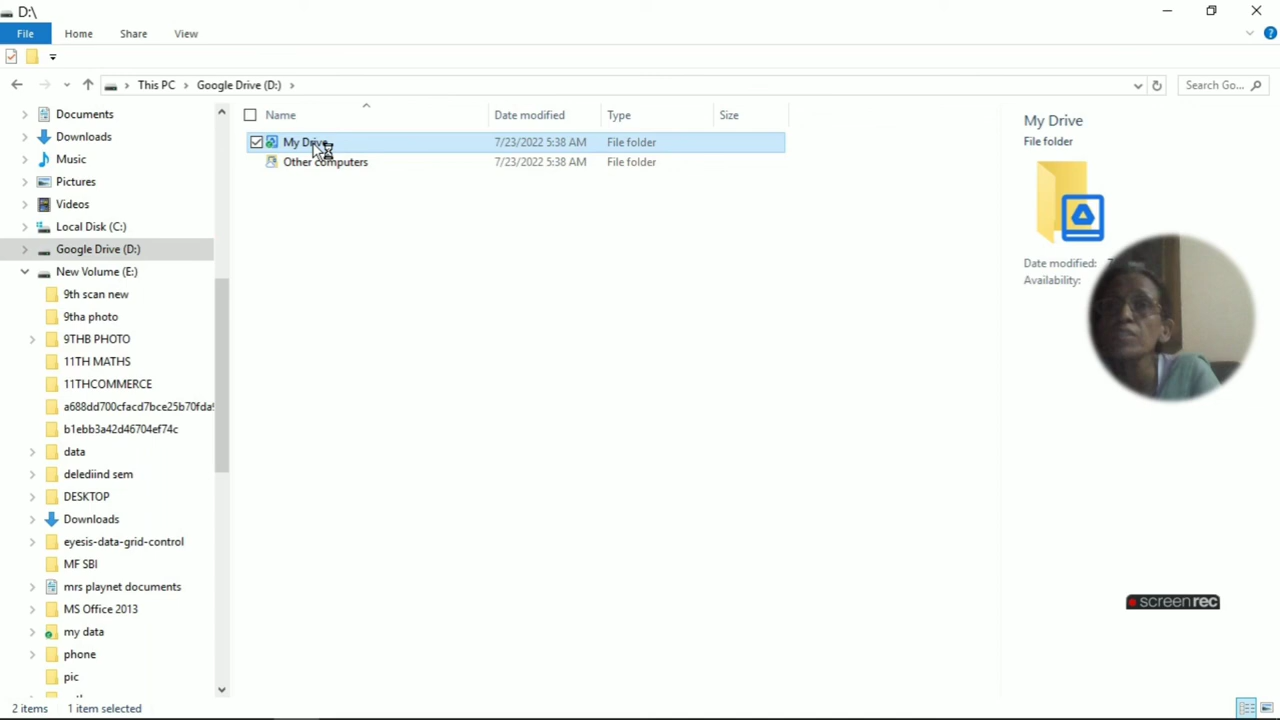 D:\
File
Home
Share
View
This PC
Google Drive (D:)
Search Go...
Documents
Downloads
Music
Pictures
Videos
Local Disk (C:)
Google Drive (D:)
New Volume (E:)
9th scan new
9tha photo
9THB PHOTO
11TH MATHS
11THCOMMERCE
a688dd700cfacd7bce25b70fda
b1ebb3a42d46704ef74c
data
delediind sem
DESKTOP
Downloads
eyesis-data-grid-control
MF SBI
mrs playnet documents
MS Office 2013
my data
phone
pic
Name Date modified Type Size
My Drive 7/23/2022 5:38 AM File folder
Other computers 7/23/2022 5:38 AM File folder
My Drive
File folder
Date modified:
Availability:
screenrec
2 items 1 item selected